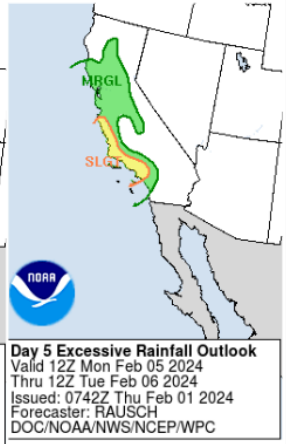 MRGL
SLGT
NOAA
Day 5 Excessive Rainfall Outlook
Valid 12Z Mon Feb 05 2024
Thru 12Z Tue Feb 06 2024
Issued: 0742Z Thu Feb 01 2024
Forecaster: RAUSCH
DOC/NOAA/NWS/NCEP/WPC